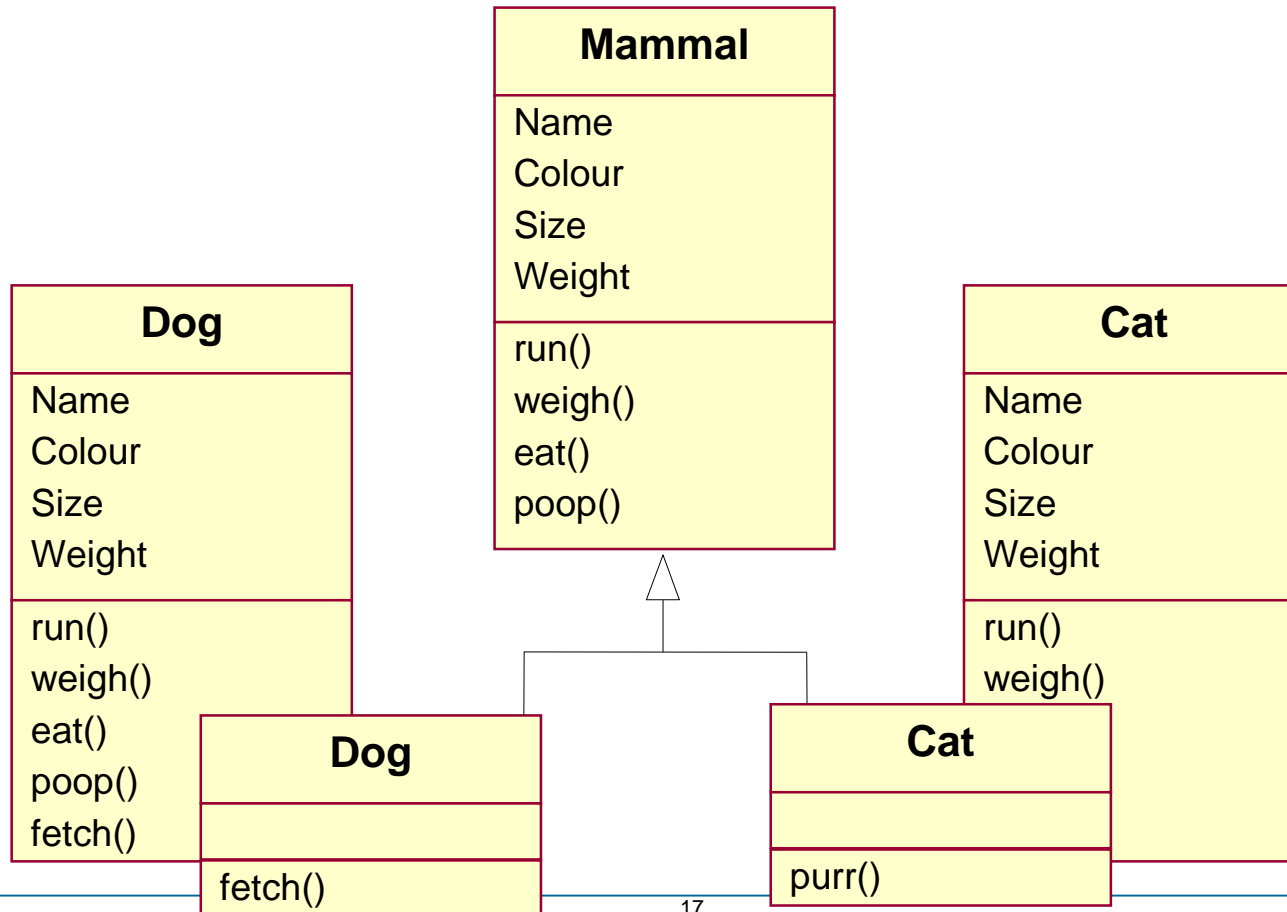 Mammal
Name
Colour
Size
Weight
run()
weigh()
eat()
poop()
Dog
Name
Colour
Size
Weight
run()
weigh()
eat()
poop()
fetch()
Cat
Name
Colour
Size
Weight
run()
weigh()
Dog
fetch()
Cat
purr()
17